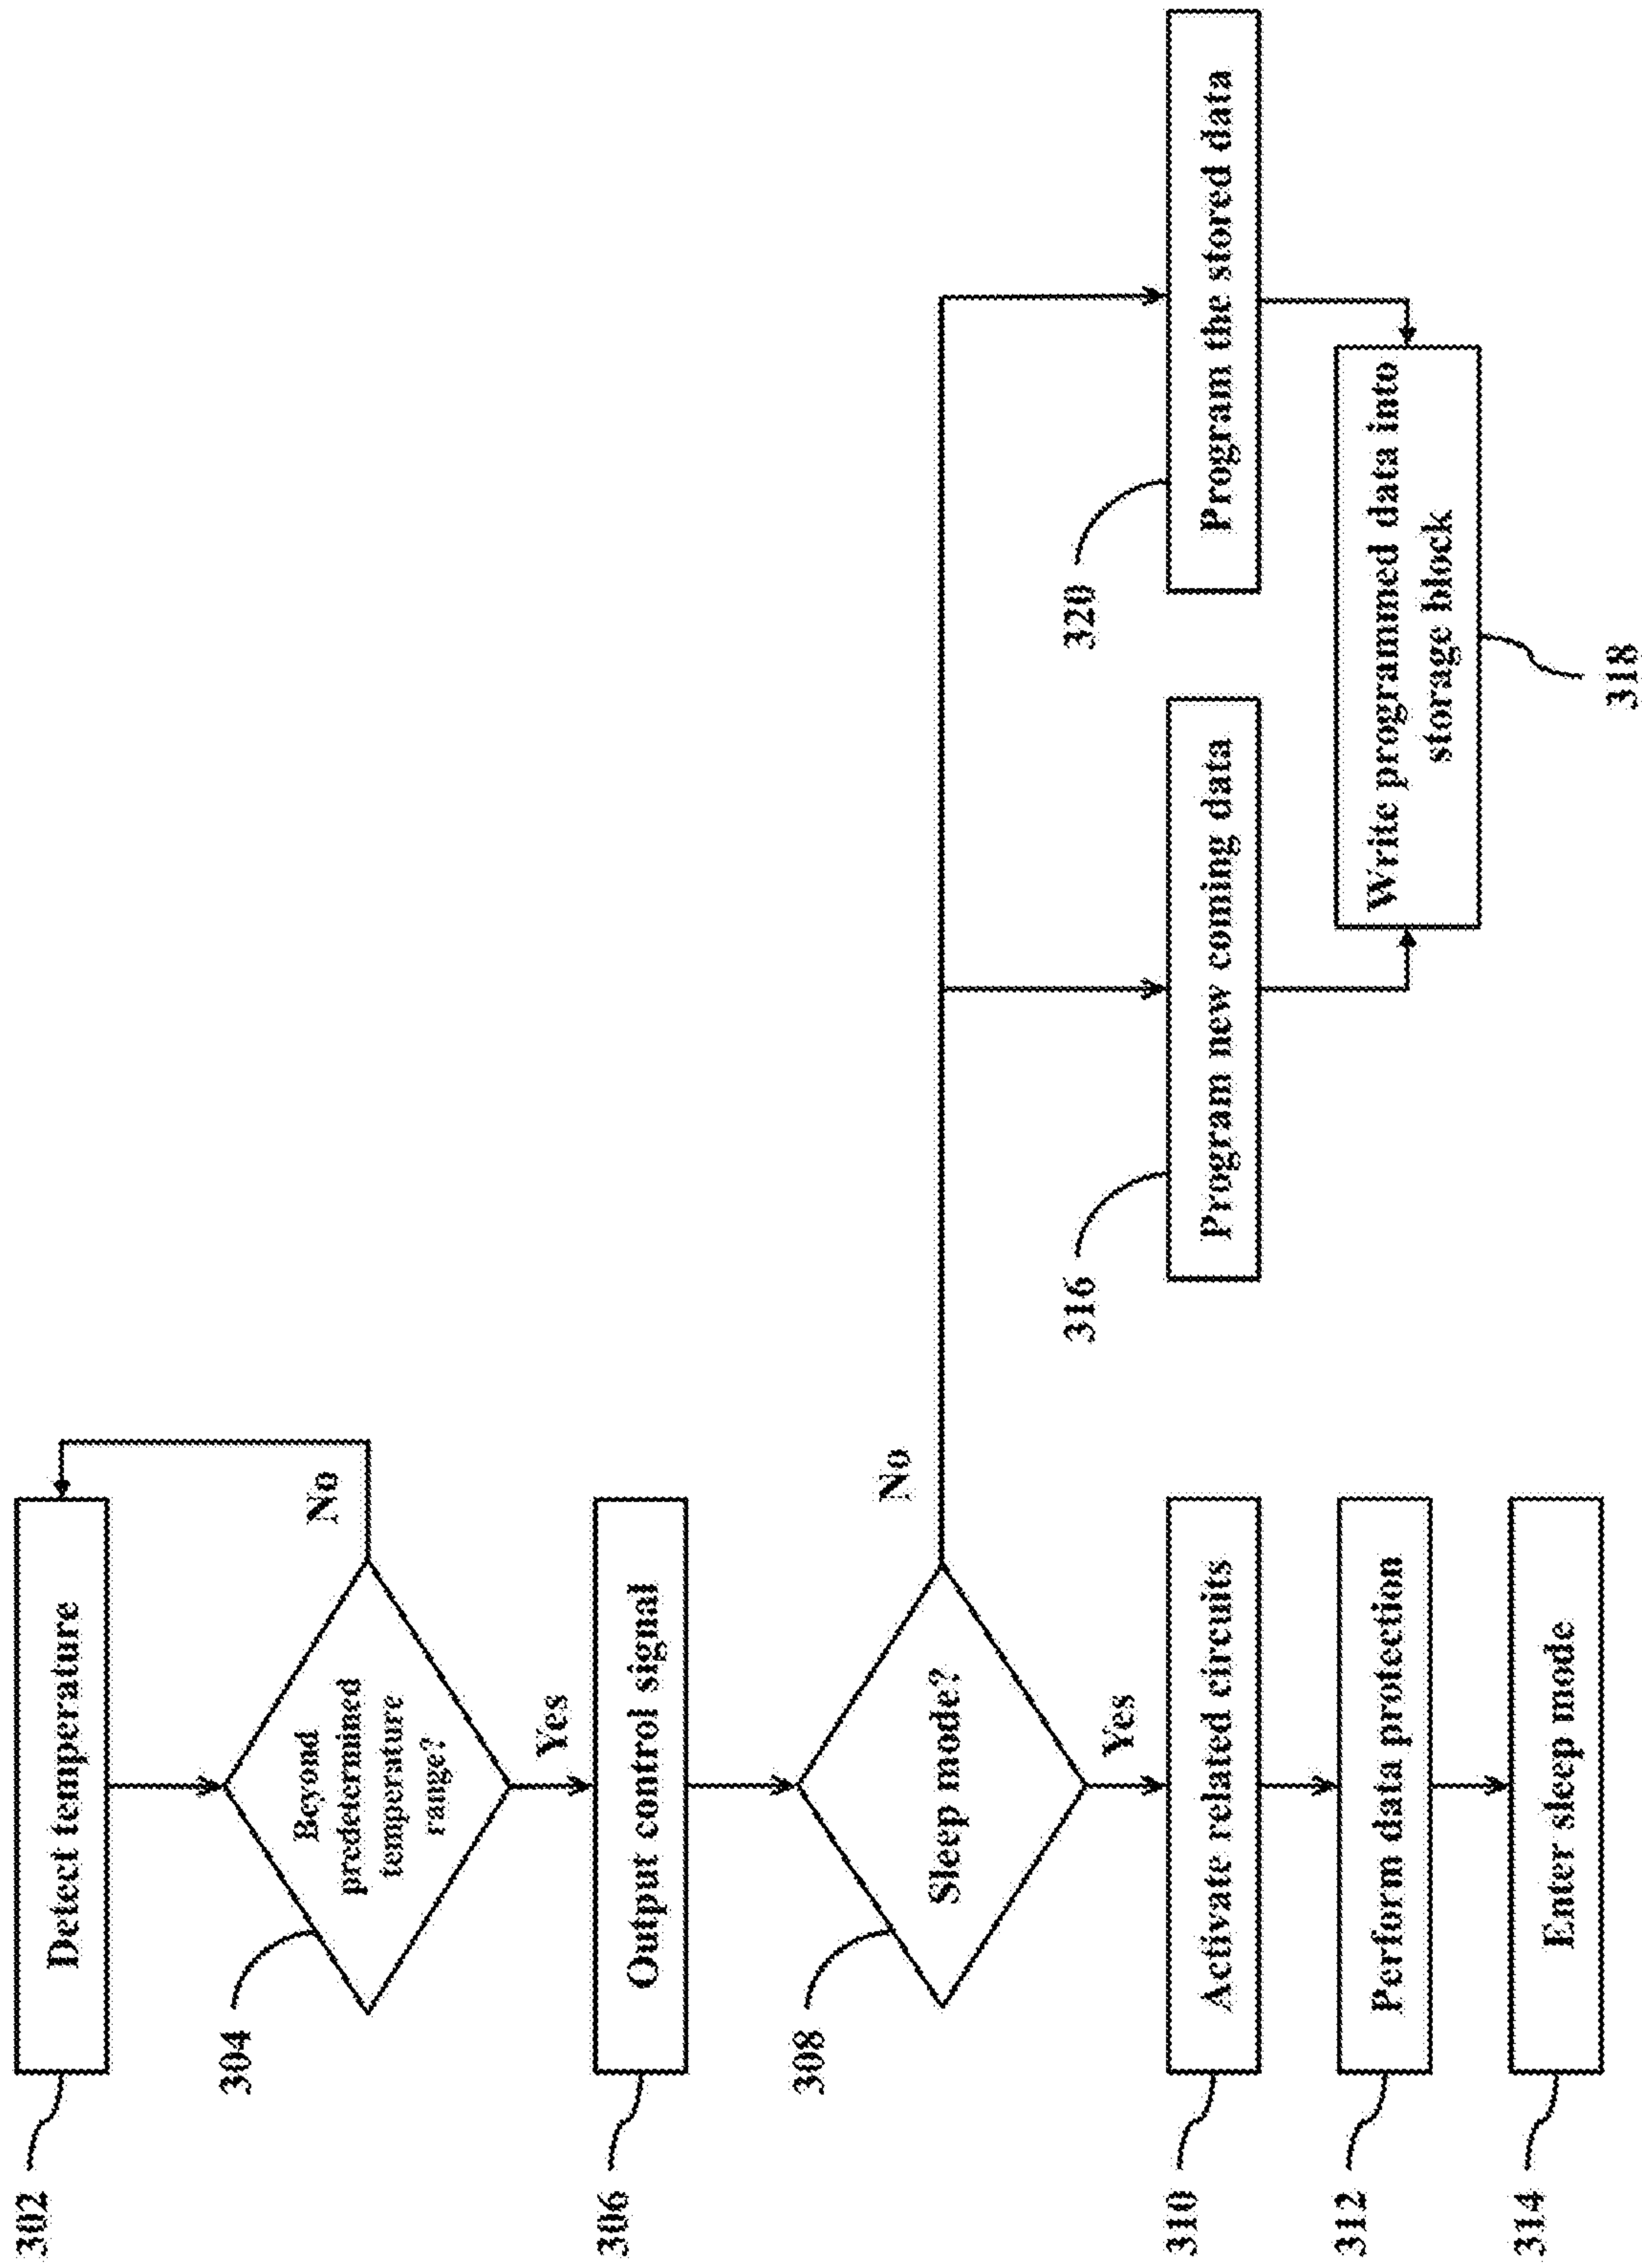 302
Detect temperature
304
Beyond
predetermined
temperature
range?
No
Yes
306
Output control signal
308
Sleep mode?
No
Yes
310
Activate related circuits
312
Perform data protection
314
Enter sleep mode
316
Program new coming data
320
Program the stored data
Write programmed data into
storage block
318